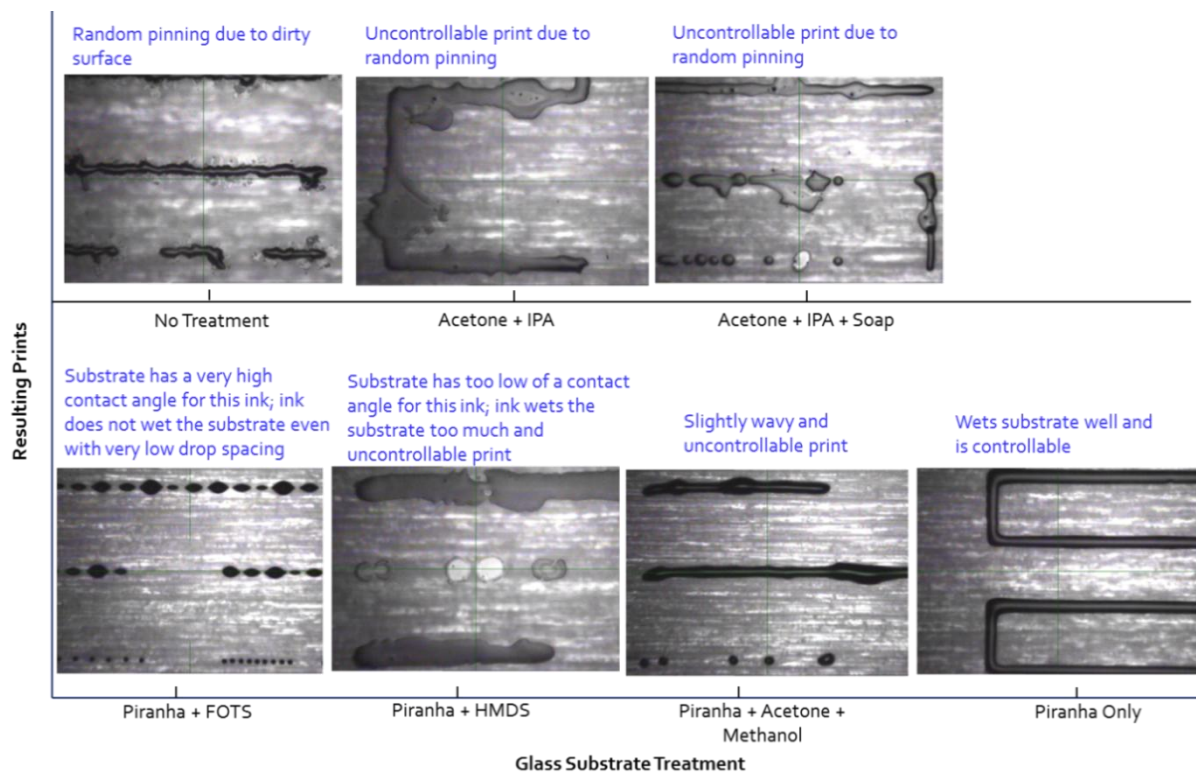 Random pinning due to dirty
surface
Uncontrollable print due to
random pinning
Uncontrollable print due to
random pinning
No Treatment
Acetone + IPA
Acetone + IPA + Soap
Resulting Prints
Substrate has a very high
contact angle for this ink; ink
does not wet the substrate even
with very low drop spacing
Substrate has too low of a contact
angle for this ink; ink wets the
substrate too much and
uncontrollable print
Slightly wavy and
uncontrollable print
Wets substrate well and
is controllable
Piranha + FOTS
Piranha + HMDS
Piranha + Acetone +
Methanol
Piranha Only
Glass Substrate Treatment